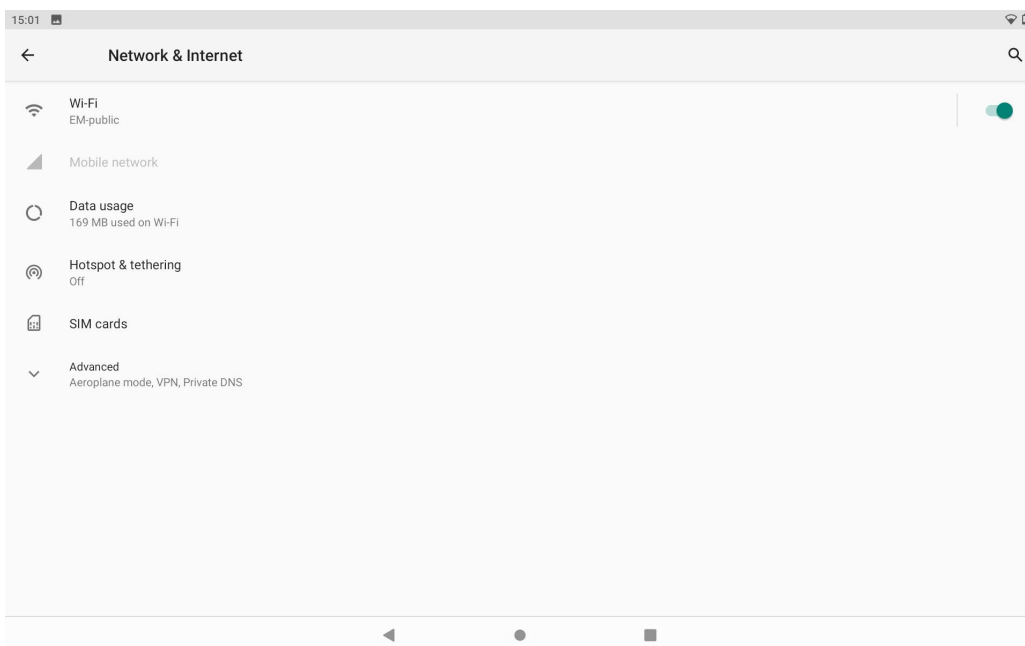 15:01
Network & Internet
Wi-Fi
EM-public
Mobile network
Data usage
169 MB used on Wi-Fi
Hotspot & tethering
Off
SIM cards
Advanced
Aeroplane mode, VPN, Private DNS